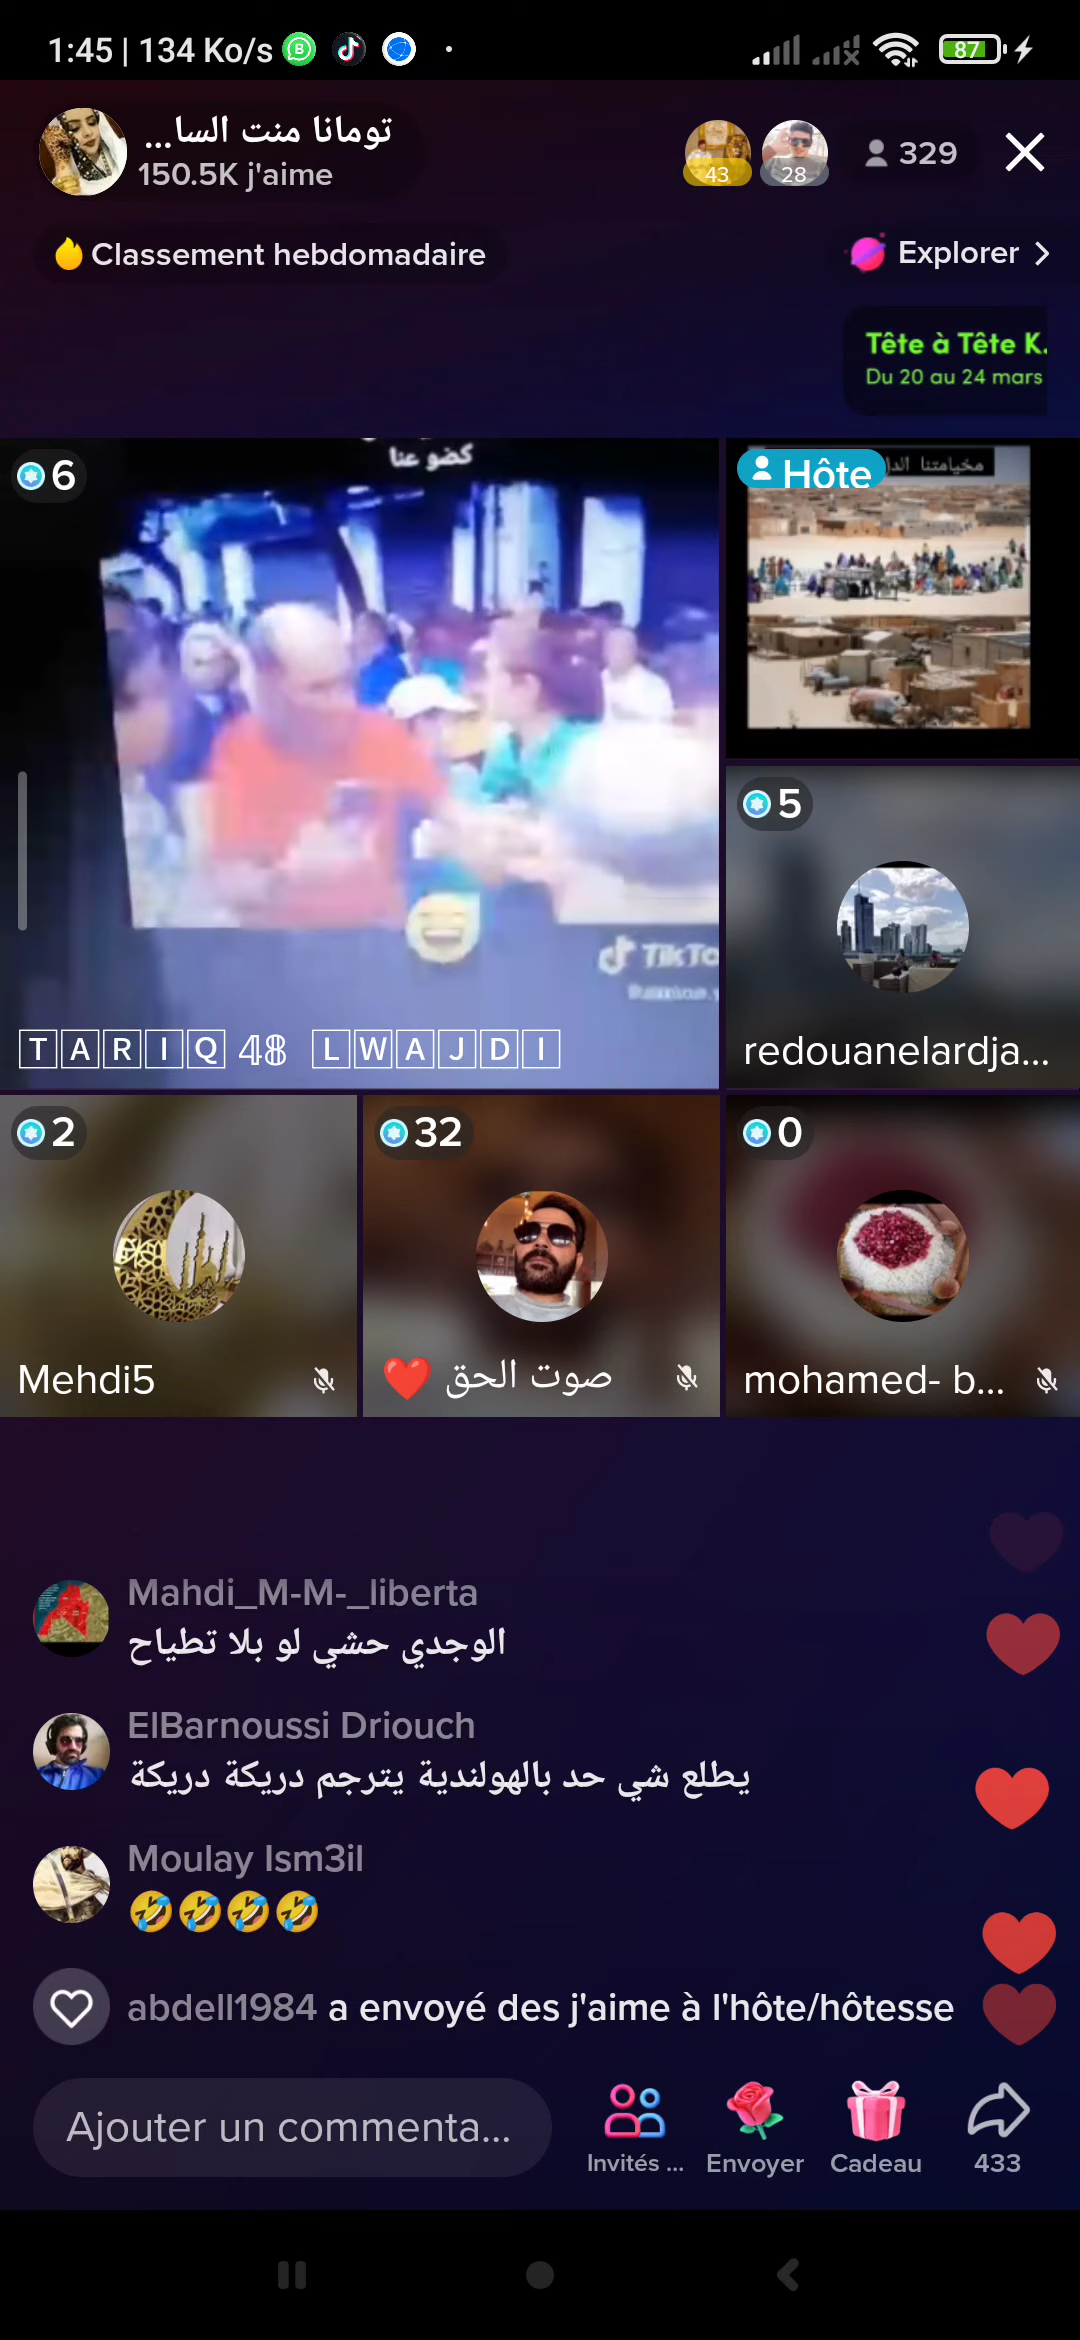 1:45 | 134 Ko/s
87
تومانا منت السا...
150.5K j'aime
43
28
329
Classement hebdomadaire
Explorer
Tête à Tête K.
Du 20 au 24 mars
كضو عنا
6
Hôte
مخيامتنا
TikTo
🅃🄰🅁🄸🅀 𝟜𝟠 🄻🅆🄰🄹🄳🄸
5
redouanelardja...
2
Mehdi5
32
❤️ صوت الحق
0
mohamed- b...
Mahdi_M-M-_liberta
الوجدي حشي لو بلا تطياح
ElBarnoussi Driouch
يطلع شي حد بالهولندية يترجم دريكة دريكة
Moulay Ism3il
🤣🤣🤣🤣
abdell1984 a envoyé des j'aime à l'hôte/hôtesse
Ajouter un commenta...
Invités ...
Envoyer
Cadeau
433